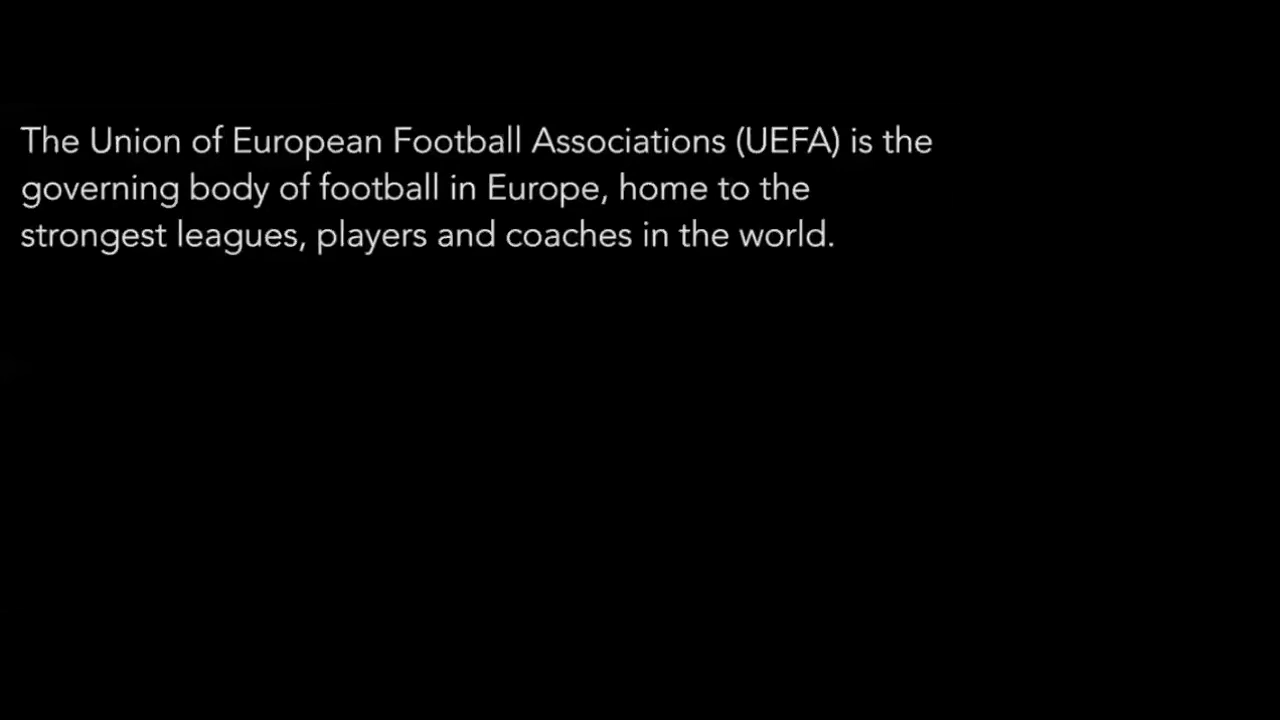 The Union of European Football Associations (UEFA) is the
governing body of football in Europe, home to the
strongest leagues, players and coaches in the world.